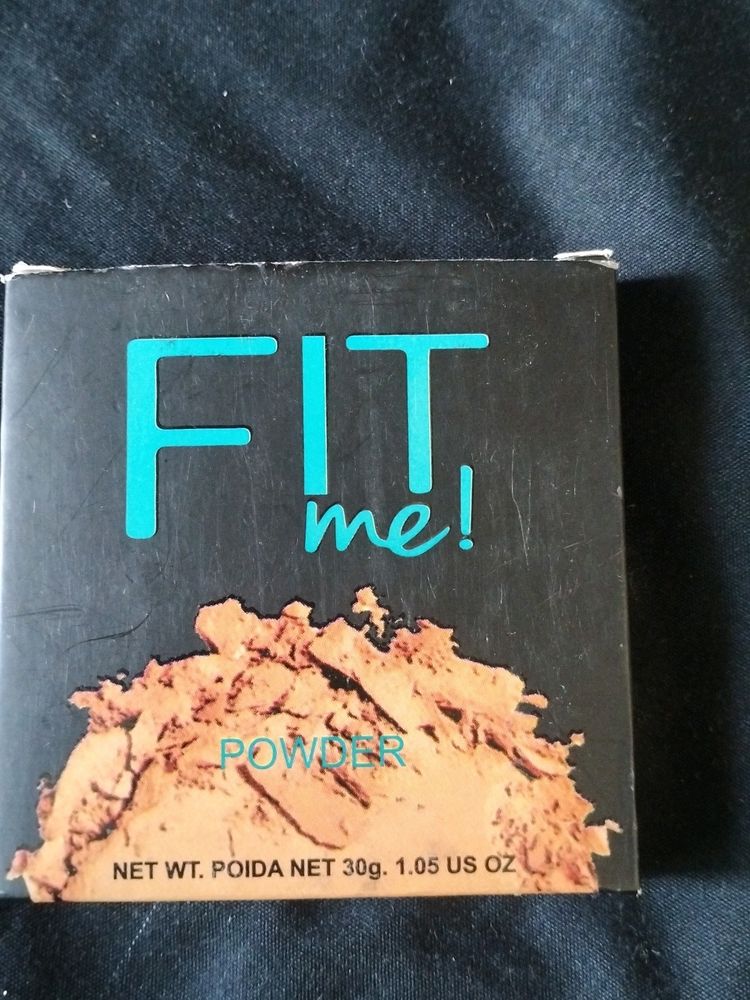 FIT
me!
POWDER
NET WT. POIDA NET 30g. 1.05 US OZ